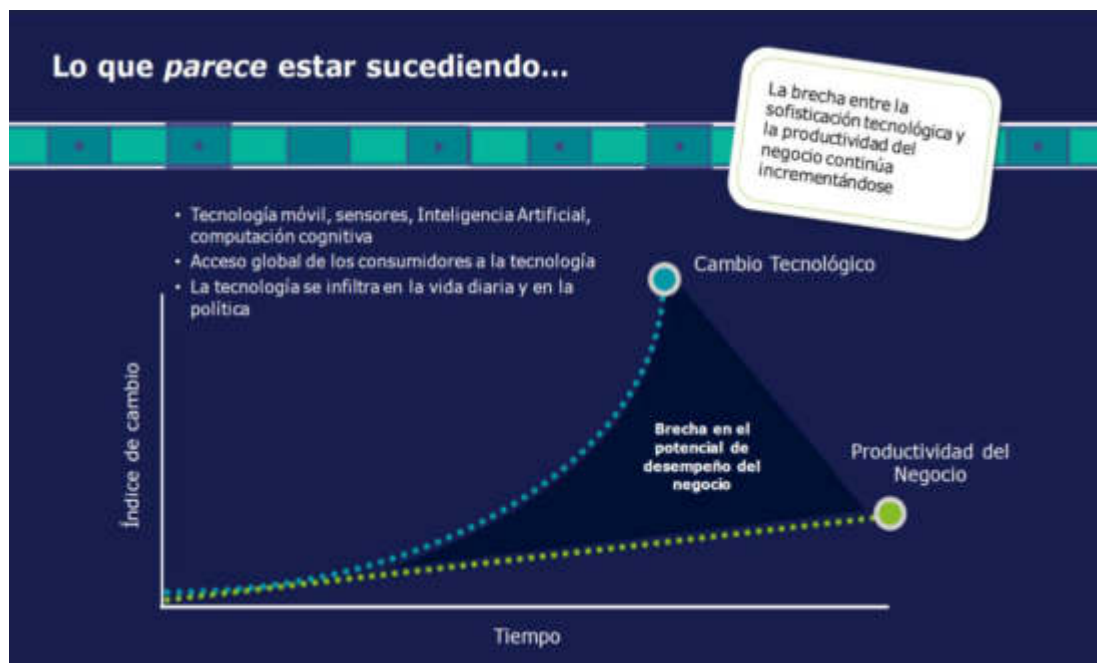 Lo que parece estar sucediendo...
La brecha entre la
sofisticación tecnológica y
la productividad del
negocio continúa
incrementándose
• Tecnología móvil, sensores, Inteligencia Artificial,
computación cognitiva
• Acceso global de los consumidores a la tecnología
• La tecnología se infiltra en la vida diaria y en la
política
Cambio Tecnológico
Índice de cambio
Brecha en el
potencial de
desempeño del
negocio
Productividad del
Negocio
Tiempo